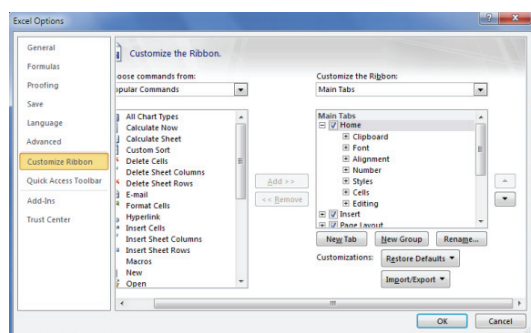 Excel Options
General
Formulas
Proofing
Save
Language
Advanced
Customize Ribbon
Quick Access Toolbar
Add-Ins
Trust Center
Customize the Ribbon.
oose commands from:
opular Commands
All Chart Types
Calculate Now
Calculate Sheet
Custom Sort
Delete Cells
Delete Sheet Columns
Delete Sheet Rows
E-mail
Format Cells
Hyperlink
Insert Cells
Insert Sheet Columns
Insert Sheet Rows
Macros
New
Open
Add >>
<< Remove
Customize the Ribbon:
Main Tabs
Main Tabs
Home
Clipboard
Font
Alignment
Number
Styles
Cells
Editing
Insert
Page Layout
New Tab
New Group
Rename...
Customizations:
Restore Defaults
Import/Export
OK
Cancel